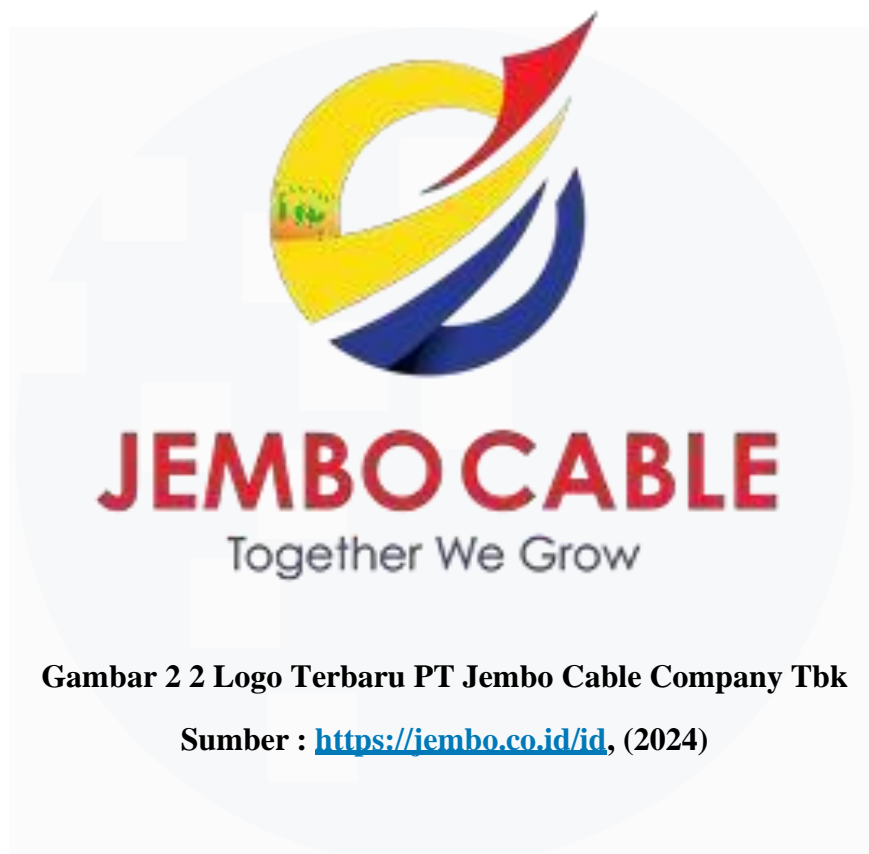 JEMBO CABLE
Together We Grow
Gambar 2 2 Logo Terbaru PT Jembo Cable Company Tbk
Sumber : https://jembo.co.id/id, (2024)